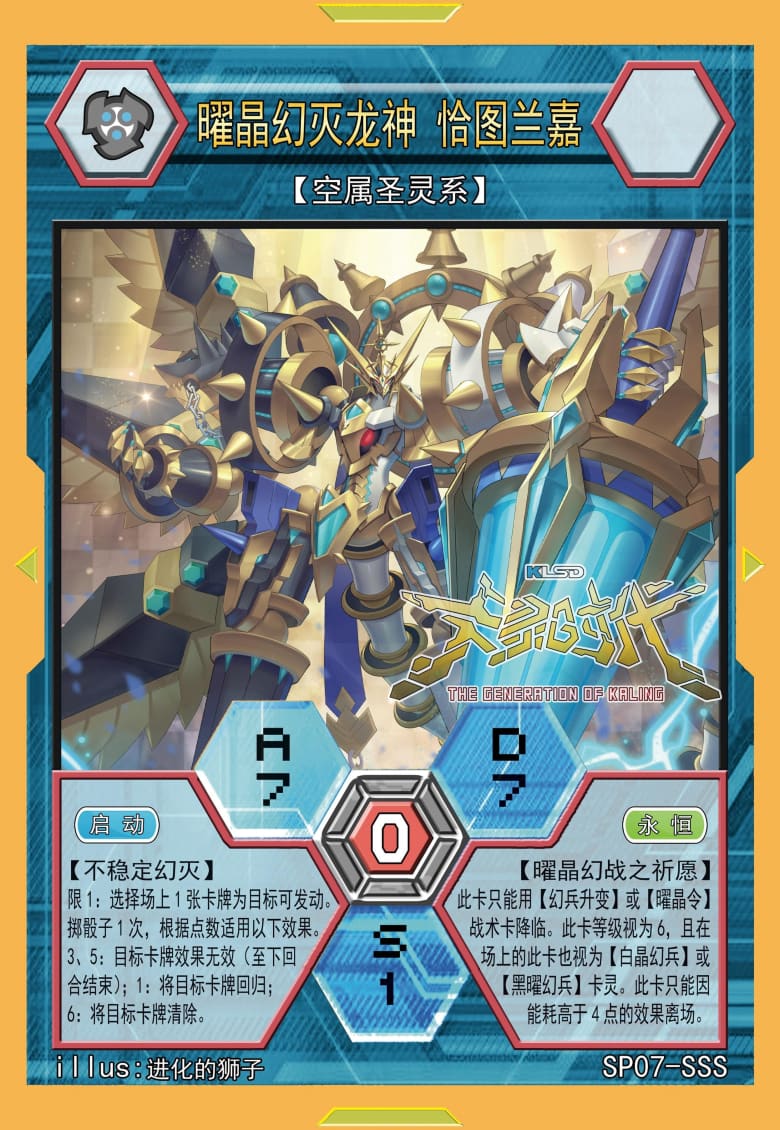 曜晶幻灭龙神 恰图兰嘉
【空属圣灵系】
KLSD
卡灵时代
THE GENERATION OF KALING
A
7
D
7
0
S
1
启动
【不稳定幻灭】
限1:选择场上1张卡牌为目标可发动。
掷骰子1次,根据点数适用以下效果。
3、5:目标卡牌效果无效(至下回
合结束);1:将目标卡牌回归;
6:将目标卡牌清除。
永恒
【曜晶幻战之祈愿】
此卡只能用【幻兵升变】或【曜晶令】
战术卡降临。此卡等级视为6,且在
场上的此卡也视为【白晶幻兵】或
【黑曜幻兵】卡灵。此卡只能因
能耗高于4点的效果离场。
illus:进化的狮子
SP07-SSS